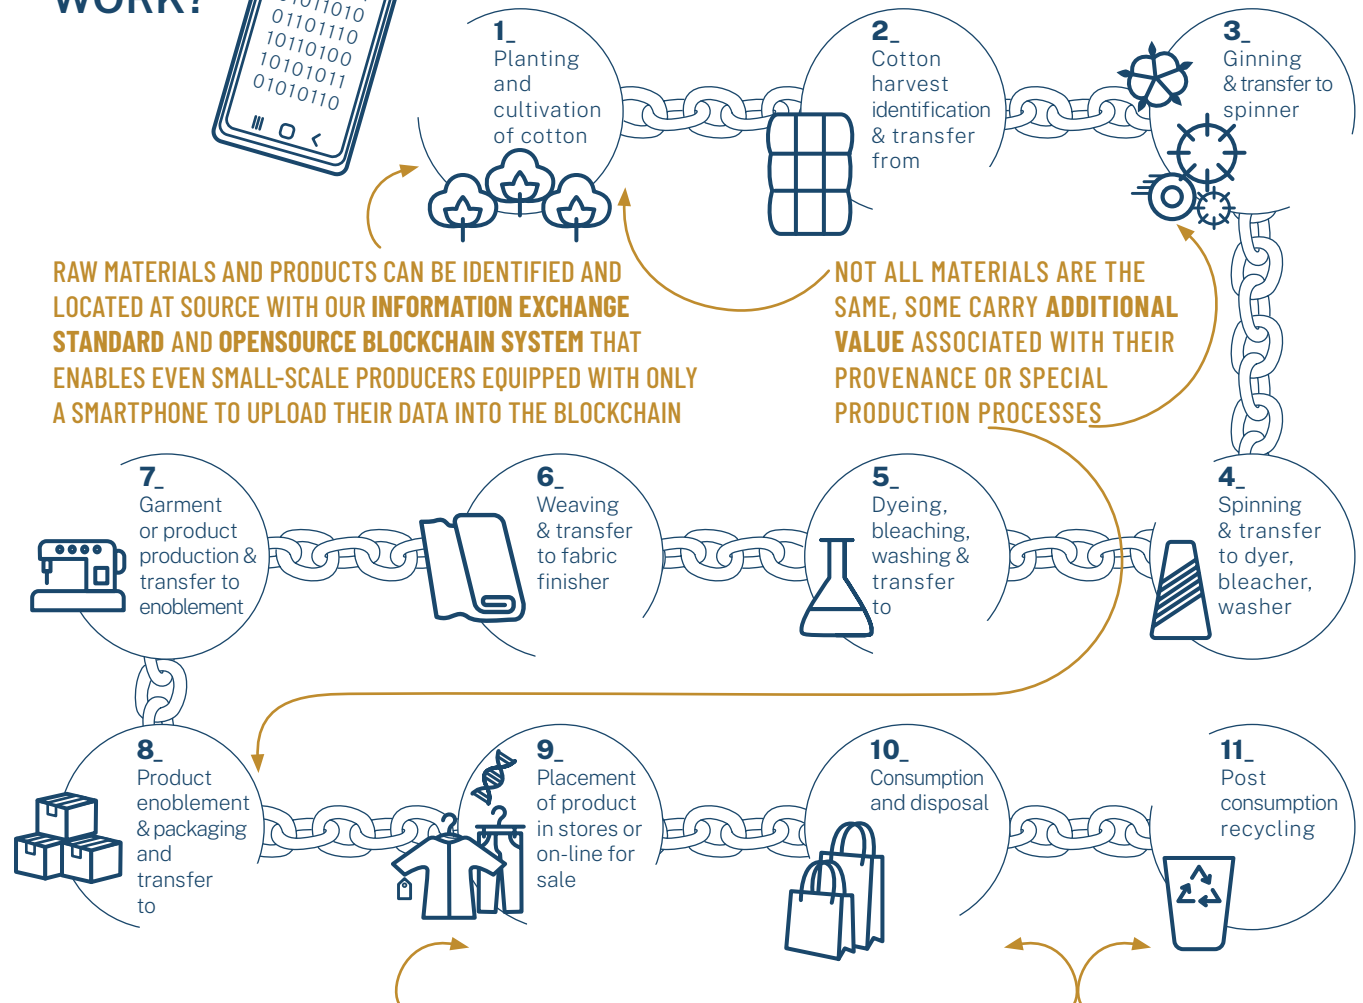 WORK?
01011010
01101110
10110100
10101011
01010110
1_
Planting
and
cultivation
of cotton
2_
Cotton
harvest
identification
& transfer
from
3_
Ginning
& transfer to
spinner
RAW MATERIALS AND PRODUCTS CAN BE IDENTIFIED AND
LOCATED AT SOURCE WITH OUR INFORMATION EXCHANGE
STANDARD AND OPENSOURCE BLOCKCHAIN SYSTEM THAT
ENABLES EVEN SMALL-SCALE PRODUCERS EQUIPPED WITH ONLY
A SMARTPHONE TO UPLOAD THEIR DATA INTO THE BLOCKCHAIN
NOT ALL MATERIALS ARE THE
SAME, SOME CARRY ADDITIONAL
VALUE ASSOCIATED WITH THEIR
PROVENANCE OR SPECIAL
PRODUCTION PROCESSES
7_
Garment
or product
production &
transfer to
enoblement
6_
Weaving
& transfer
to fabric
finisher
5_
Dyeing,
bleaching,
washing &
transfer
to
4_
Spinning
& transfer
to dyer,
bleacher,
washer
8_
Product
enoblement
& packaging
and
transfer
to
9_
Placement
of product
in stores or
on-line for
sale
10_
Consumption
and disposal
11_
Post
consumption
recycling